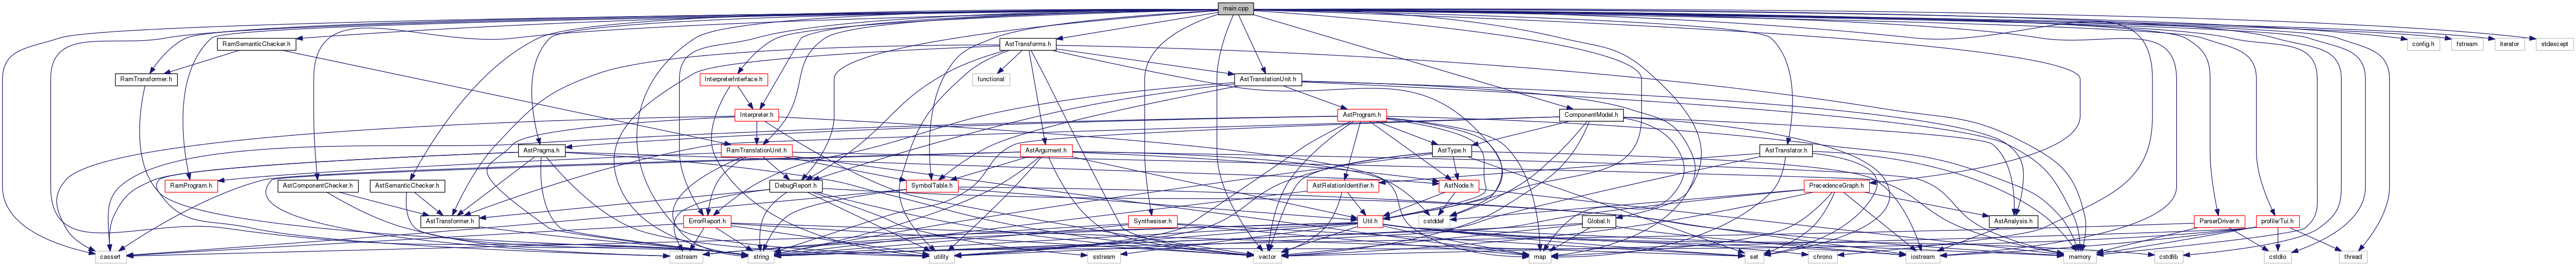 main.cpp
RamSemanticChecker.h
AstTransforms.h
config.h
fstream
iterator
stdexcept
RamTransformer.h
InterpreterInterface.h
functional
AstTranslationUnit.h
Interpreter.h
AstProgram.h
ComponentModel.h
AstPragma.h
RamTranslationUnit.h
AstArgument.h
AstType.h
AstTranslator.h
RamProgram.h
AstComponentChecker.h
AstSemanticChecker.h
DebugReport.h
SymbolTable.h
AstRelationIdentifier.h
AstNode.h
PrecedenceGraph.h
AstTransformer.h
ErrorReport.h
Synthesiser.h
Util.h
cstddef
Global.h
AstAnalysis.h
ParserDriver.h
profile/Tui.h
cassert
ostream
string
utility
sstream
vector
map
set
chrono
iostream
memory
cstdlib
cstdio
thread